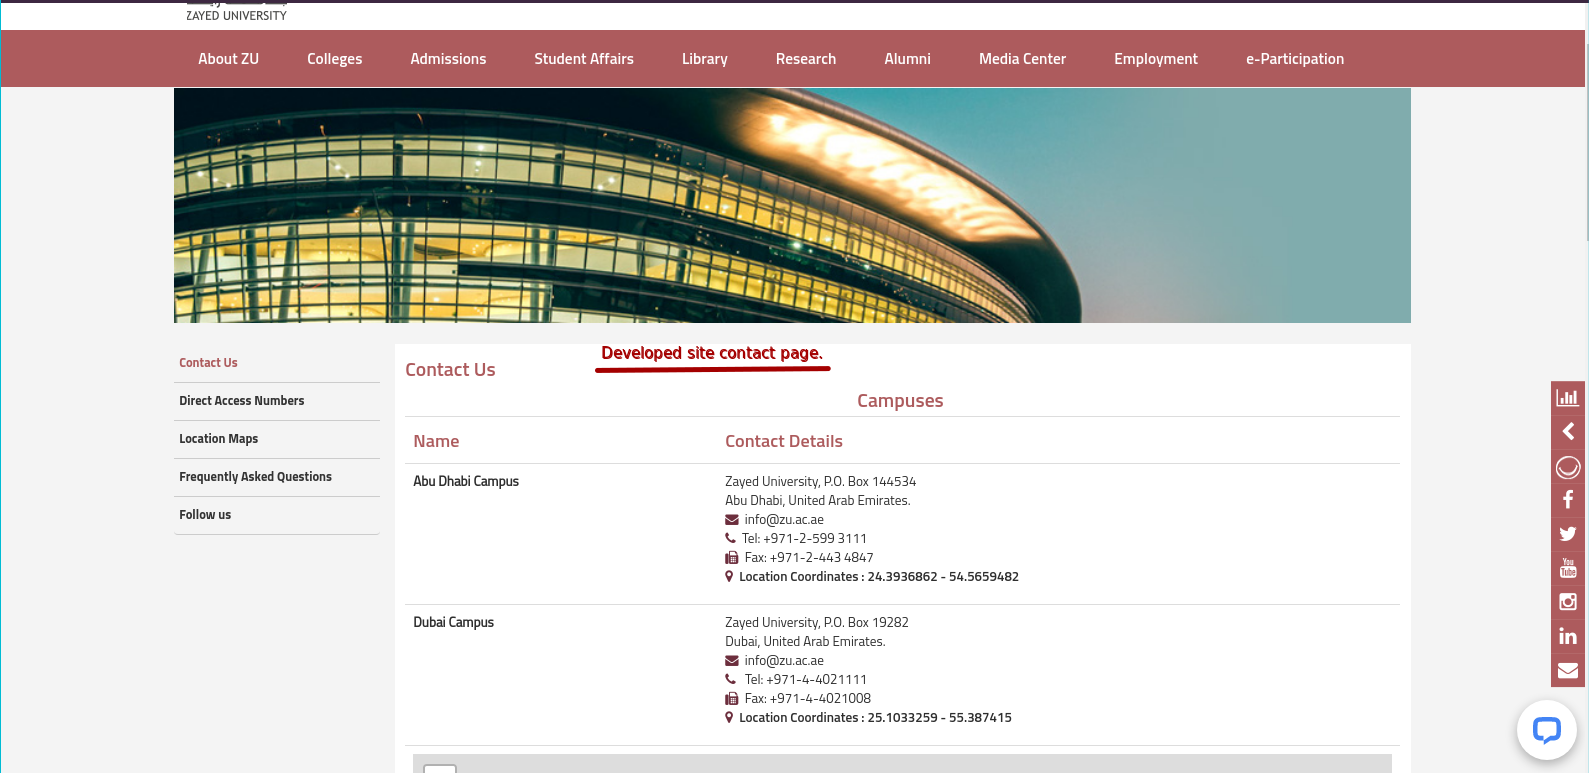 ZAYED UNIVERSITY
About ZU
Colleges
Admissions
Student Affairs
Library
Research
Alumni
Media Center
Employment
e-Participation
Contact Us
Direct Access Numbers
Location Maps
Frequently Asked Questions
Follow us
Developed site contact page.
Contact Us
Campuses
Name
Contact Details
Abu Dhabi Campus
Zayed University, P.O. Box 144534
Abu Dhabi, United Arab Emirates.
info@zu.ac.ae
Tel: +971-2-599 3111
Fax: +971-2-443 4847
Location Coordinates : 24.3936862 - 54.5659482
Dubai Campus
Zayed University, P.O. Box 19282
Dubai, United Arab Emirates.
info@zu.ac.ae
Tel: +971-4-4021111
Fax: +971-4-4021008
Location Coordinates : 25.1033259 - 55.387415
You
Tube
in